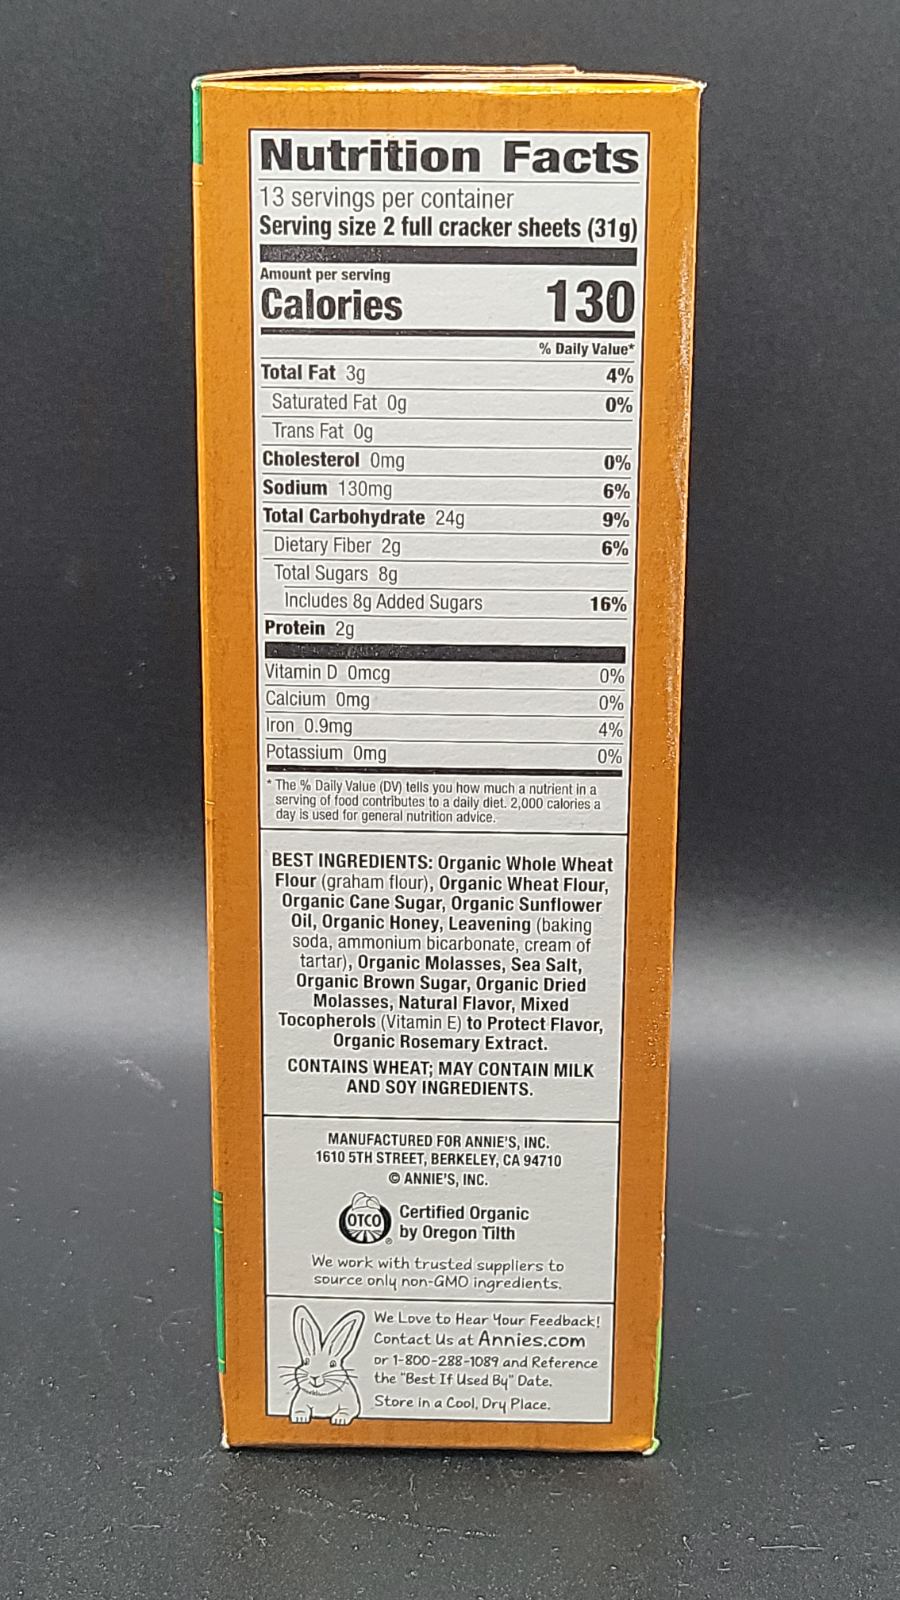 Nutrition Facts
13 servings per container
Serving size 2 full cracker sheets (31g)
Amount per serving
Calories 130
% Daily Value*
Total Fat 3g 4%
Saturated Fat 0g 0%
Trans Fat 0g
Cholesterol 0mg 0%
Sodium 130mg 6%
Total Carbohydrate 24g 9%
Dietary Fiber 2g 6%
Total Sugars 8g
Includes 8g Added Sugars 16%
Protein 2g
Vitamin D 0mcg 0%
Calcium 0mg 0%
Iron 0.9mg 4%
Potassium 0mg 0%
* The % Daily Value (DV) tells you how much a nutrient in a
serving of food contributes to a daily diet. 2,000 calories a
day is used for general nutrition advice.
BEST INGREDIENTS: Organic Whole Wheat
Flour (graham flour), Organic Wheat Flour,
Organic Cane Sugar, Organic Sunflower
Oil, Organic Honey, Leavening (baking
soda, ammonium bicarbonate, cream of
tartar), Organic Molasses, Sea Salt,
Organic Brown Sugar, Organic Dried
Molasses, Natural Flavor, Mixed
Tocopherols (Vitamin E) to Protect Flavor,
Organic Rosemary Extract.
CONTAINS WHEAT; MAY CONTAIN MILK
AND SOY INGREDIENTS.
MANUFACTURED FOR ANNIE'S, INC.
1610 5TH STREET, BERKELEY, CA 94710
© ANNIE'S, INC.
OTCO ®
Certified Organic
by Oregon Tilth
We work with trusted suppliers to
source only non-GMO ingredients.
We Love to Hear Your Feedback!
Contact Us at Annies.com
or 1-800-288-1089 and Reference
the "Best If Used By" Date.
Store in a Cool, Dry Place.